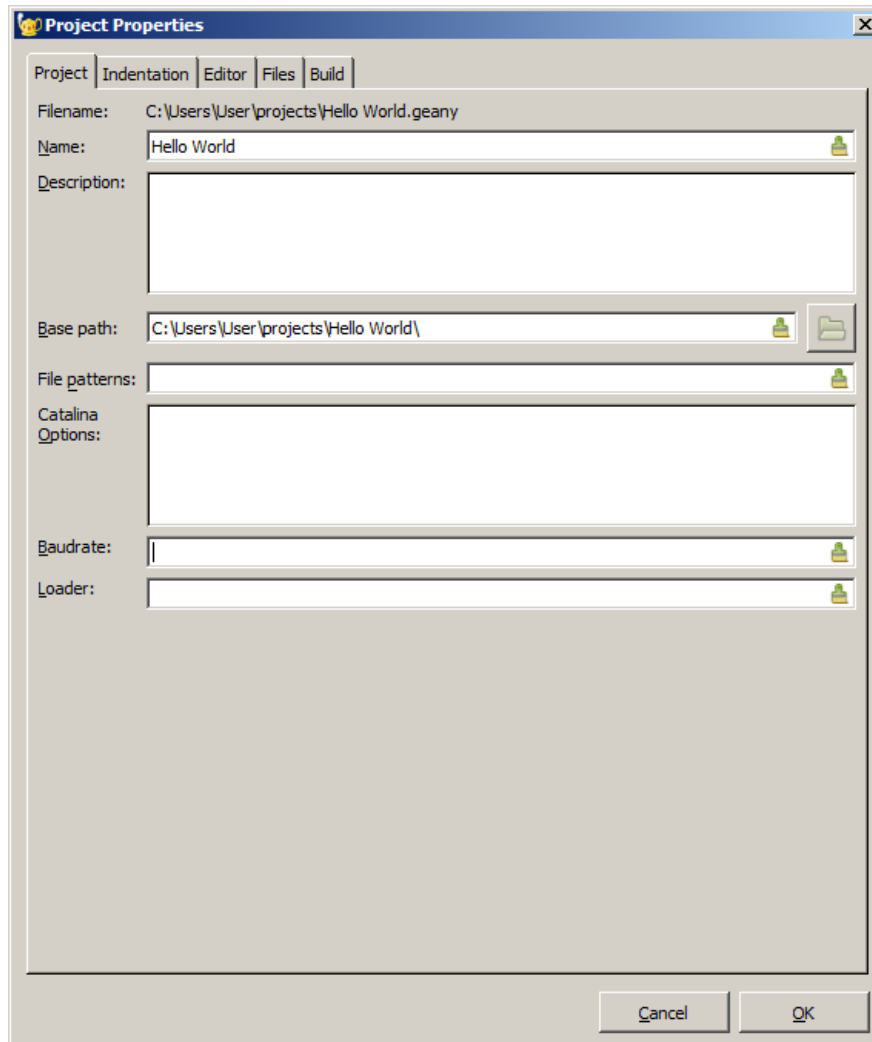 Project Properties
Project Indentation Editor Files Build
Filename: C:\Users\User\projects\Hello World.geany
Name: Hello World
Description:
Base path: C:\Users\User\projects\Hello World\
File patterns:
Catalina
Options:
Baudrate:
Loader:
Cancel OK